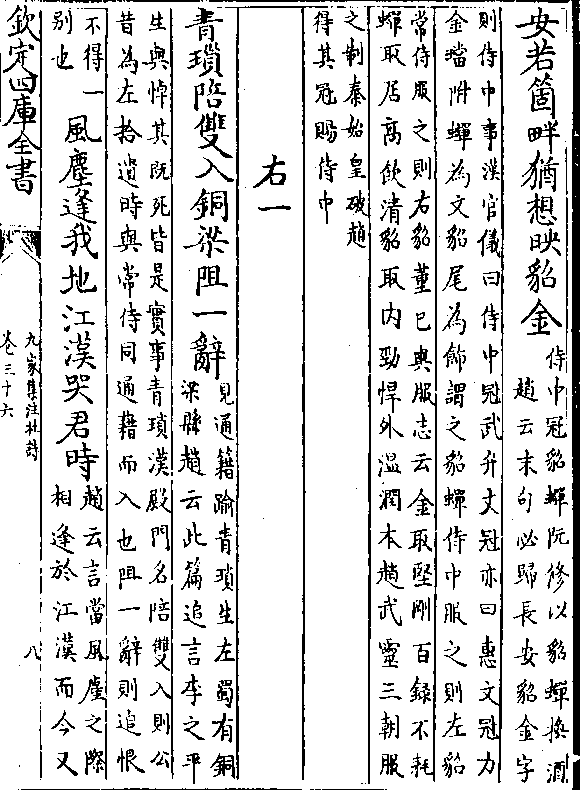 安若箇畔猶想映貂金侍中冠貂蟬阮修以貂蟬換酒
趙云末句必歸長安貂金字
則侍中事漢官儀曰侍中冠武弁大冠亦曰惠文冠力
金璫附蟬為文貂尾為飾謂之貂蟬侍中服之則左貂
常侍服之則右貂董巴輿服志云金取堅剛百鍊不耗
蟬取居高飲清貂取内勁悍外溫潤本趙武靈王朝服
之制秦始皇破趙
得其冠賜侍中
右一
青瑣陪雙入銅梁阻一辭見通籍踰青瑣生左蜀有銅
梁縣趙云此篇追言李之平
生與悼其既死皆是實事青瑣漢殿門名陪雙入則公
昔為左拾遺時與常侍同通籍而入也阻一辭則追恨
不得一
别也
風塵逢我地江漢哭君時趙云言當風塵之際
相逢於江漢而今又
欽定四庫全書
九家集注杜詩
卷三十六
八